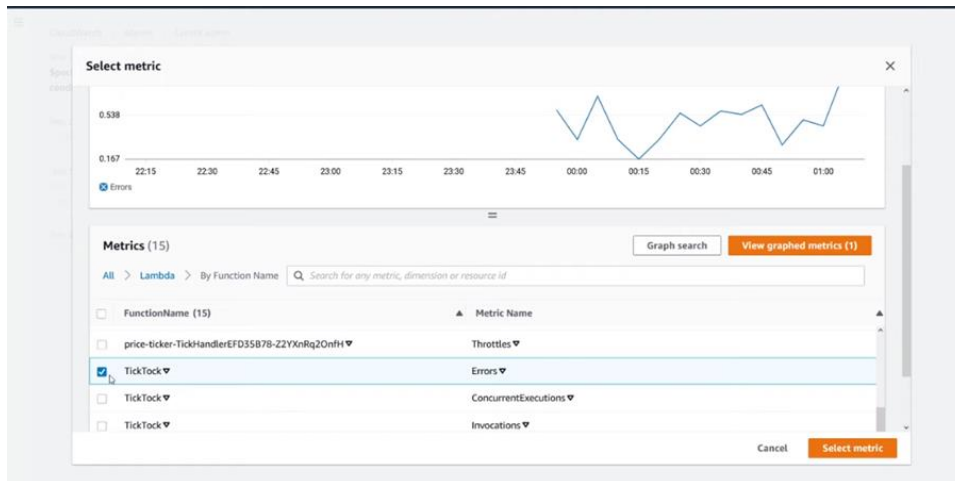 Select metric
0.538
0.167
22:15 22:30 22:45 23:00 23:15 23:30 23:45 00:00 00:15 00:30 00:45 01:00
Errors
Metrics (15) Graph search View graphed metrics (1)
All > Lambda > By Function Name Search for any metric, dimension or resource id
FunctionName (15) Metric Name
price-ticker-TickHandlerEFD35B78-Z2YXnRq2OnfH Throttles
TickTock Errors
TickTock ConcurrentExecutions
TickTock Invocations
Cancel Select metric